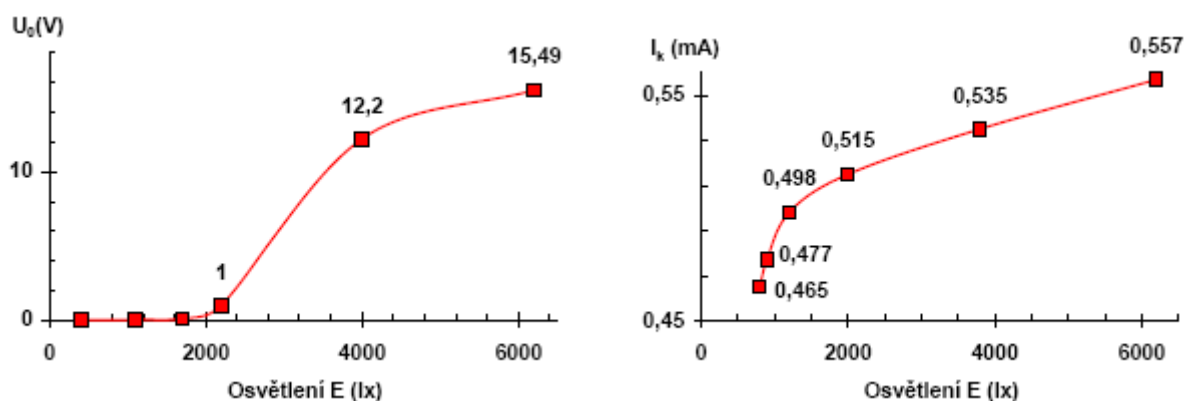 U₀(V)
15,49
12,2
10
1
0
0 2000 4000 6000
Osvětlení E (lx)
Iₖ (mA)
0,557
0,55
0,535
0,515
0,498
0,477
0,465
0,45
0 2000 4000 6000
Osvětlení E (lx)